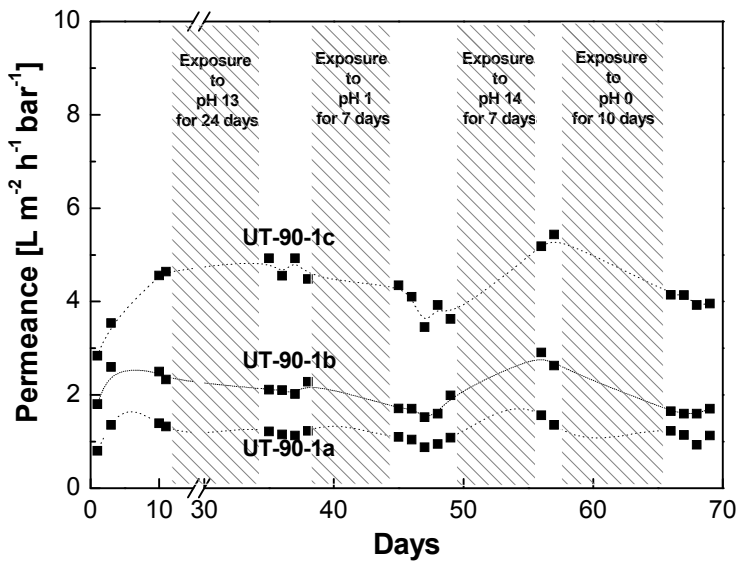 Permeance [L m⁻² h⁻¹ bar⁻¹]
10
8
6
4
2
0
Exposure
to
pH 13
for 24 days
Exposure
to
pH 1
for 7 days
Exposure
to
pH 14
for 7 days
Exposure
to
pH 0
for 10 days
UT-90-1c
UT-90-1b
UT-90-1a
0 10 30 40 50 60 70
Days